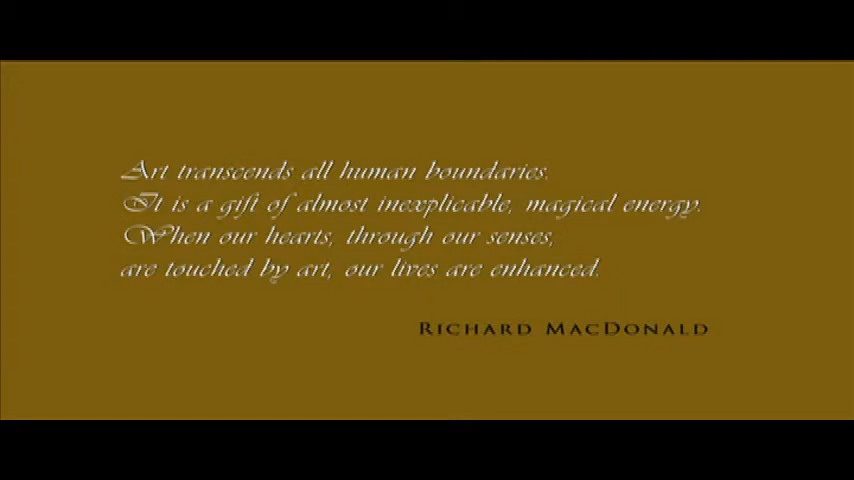 Art transcends all human boundaries.
It is a gift of almost inexplicable, magical energy.
When our hearts, through our senses,
are touched by art, our lives are enhanced.
RICHARD MACDONALD